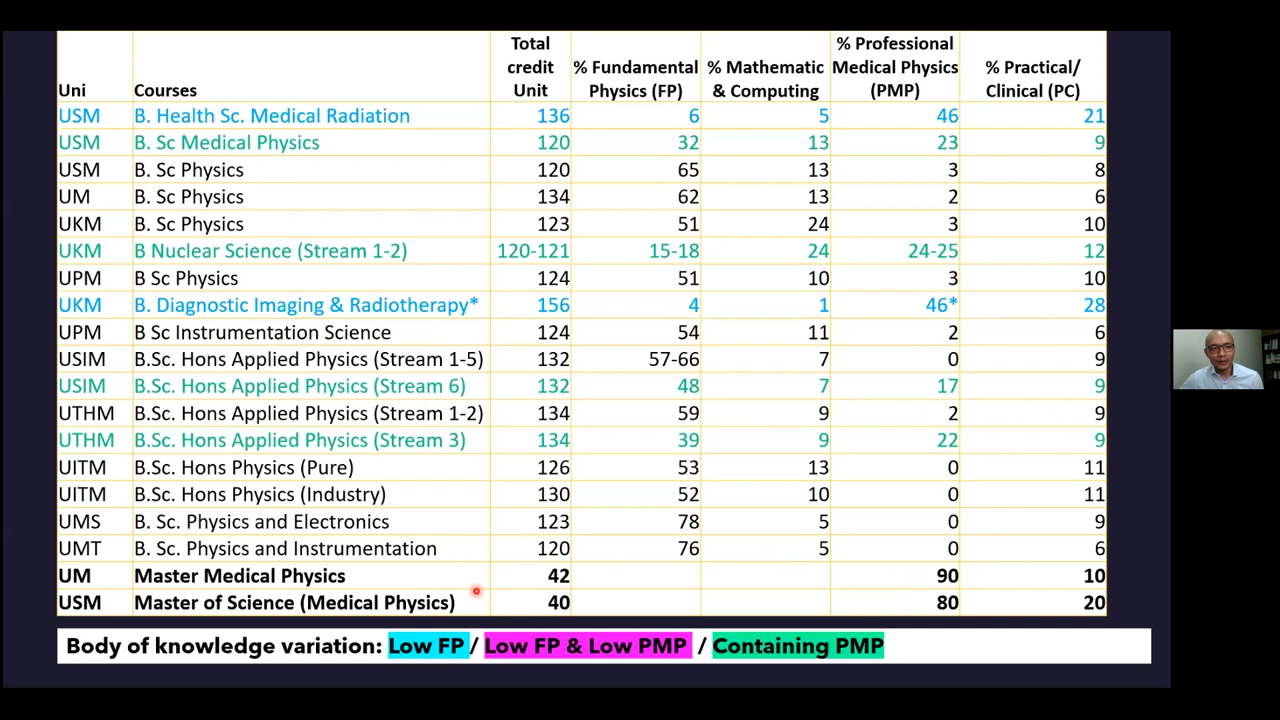 Uni Courses Total credit Unit % Fundamental Physics (FP) % Mathematic & Computing % Professional Medical Physics (PMP) % Practical/ Clinical (PC)
USM B. Health Sc. Medical Radiation 136 6 5 46 21
USM B. Sc Medical Physics 120 32 13 23 9
USM B. Sc Physics 120 65 13 3 8
UM B. Sc Physics 134 62 13 2 6
UKM B. Sc Physics 123 51 24 3 10
UKM B Nuclear Science (Stream 1-2) 120-121 15-18 24 24-25 12
UPM B Sc Physics 124 51 10 3 10
UKM B. Diagnostic Imaging & Radiotherapy* 156 4 1 46* 28
UPM B Sc Instrumentation Science 124 54 11 2 6
USIM B.Sc. Hons Applied Physics (Stream 1-5) 132 57-66 7 0 9
USIM B.Sc. Hons Applied Physics (Stream 6) 132 48 7 17 9
UTHM B.Sc. Hons Applied Physics (Stream 1-2) 134 59 9 2 9
UTHM B.Sc. Hons Applied Physics (Stream 3) 134 39 9 22 9
UITM B.Sc. Hons Physics (Pure) 126 53 13 0 11
UITM B.Sc. Hons Physics (Industry) 130 52 10 0 11
UMS B. Sc. Physics and Electronics 123 78 5 0 9
UMT B. Sc. Physics and Instrumentation 120 76 5 0 6
UM Master Medical Physics 42 90 10
USM Master of Science (Medical Physics) 40 80 20
Body of knowledge variation: Low FP / Low FP & Low PMP / Containing PMP